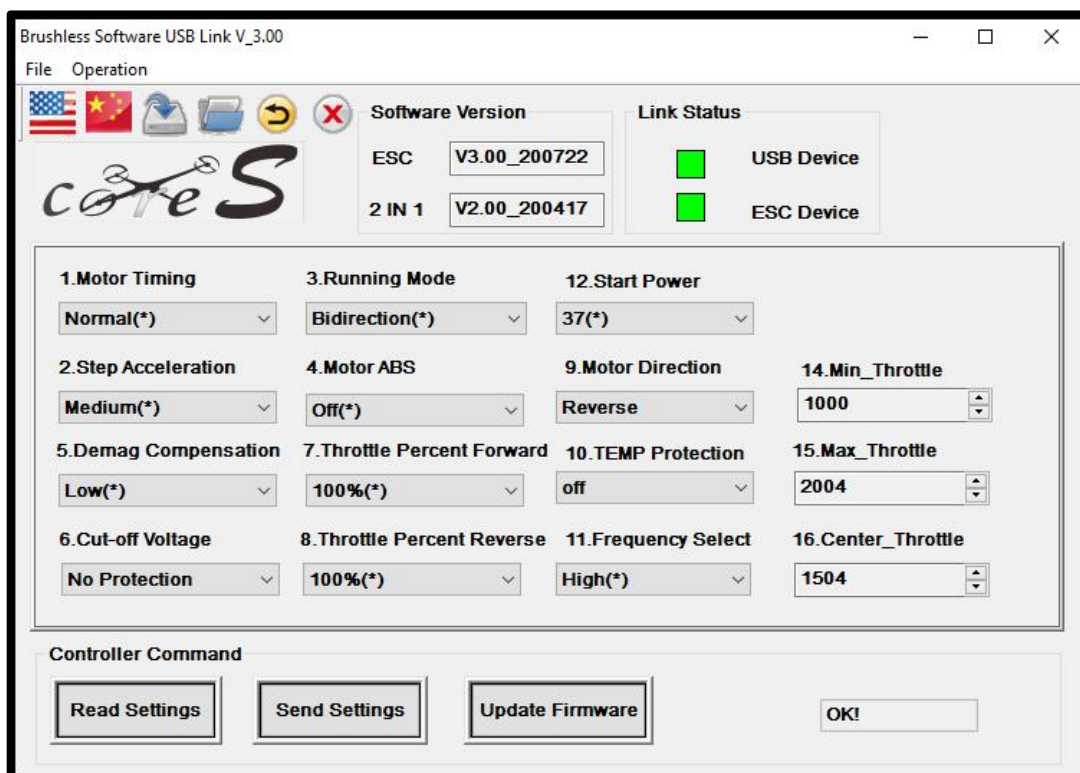 Brushless Software USB Link V_3.00
File Operation
Software Version
Link Status
ESC V3.00_200722
USB Device
2 IN 1 V2.00_200417
ESC Device
core S
1.Motor Timing
3.Running Mode
12.Start Power
Normal(*)
Bidirection(*)
37(*)
2.Step Acceleration
4.Motor ABS
9.Motor Direction
14.Min_Throttle
Medium(*)
Off(*)
Reverse
1000
5.Demag Compensation
7.Throttle Percent Forward
10.TEMP Protection
15.Max_Throttle
Low(*)
100%(*)
off
2004
6.Cut-off Voltage
8.Throttle Percent Reverse
11.Frequency Select
16.Center_Throttle
No Protection
100%(*)
High(*)
1504
Controller Command
Read Settings
Send Settings
Update Firmware
OK!